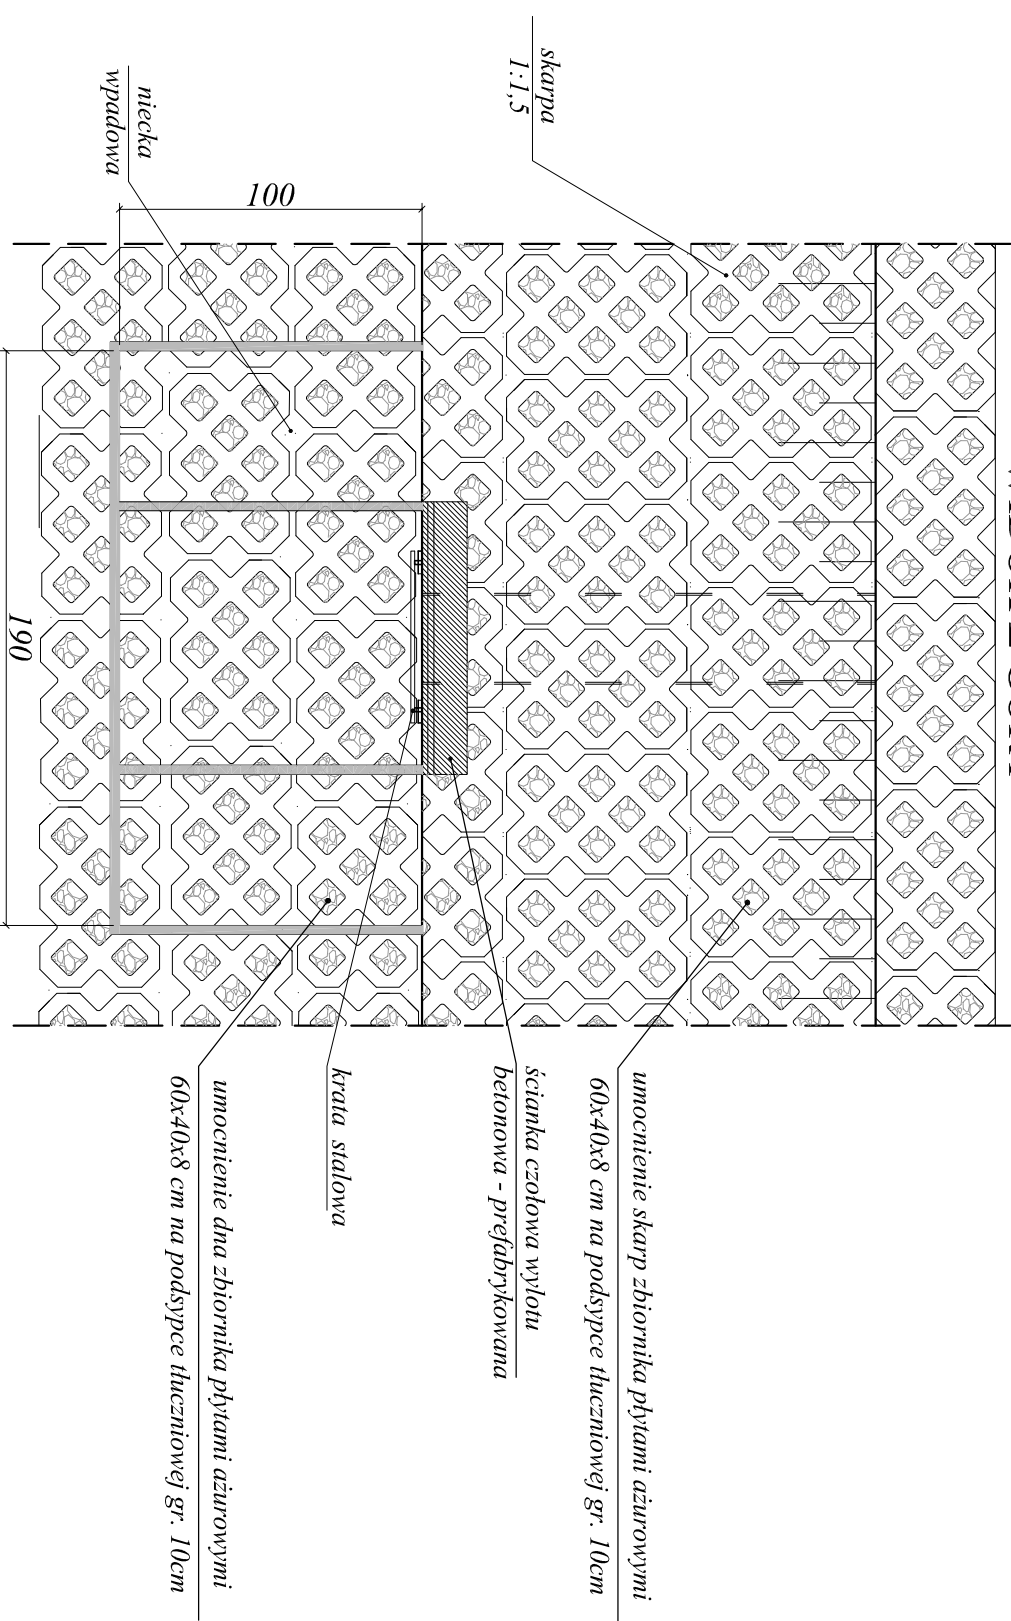 skarpa
1:1,5
niecka
wpadowa
100
190
umocnienie skarp zbiornika płytami ażurowymi
60x40x8 cm na podsypce tłuczniowej gr. 10cm
ścianka czołowa wylotu
betonowa - prefabrykowana
krata stalowa
umocnienie dna zbiornika płytami ażurowymi
60x40x8 cm na podsypce tłuczniowej gr. 10cm